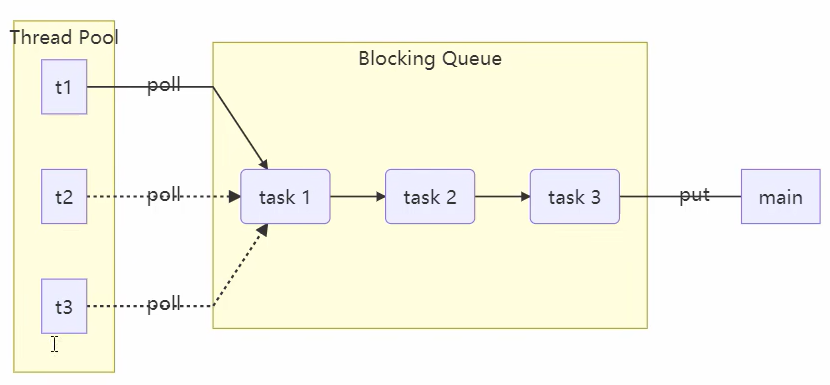 Thread Pool
Blocking Queue
t1
poll
t2
poll
task 1
task 2
task 3
put
main
t3
poll